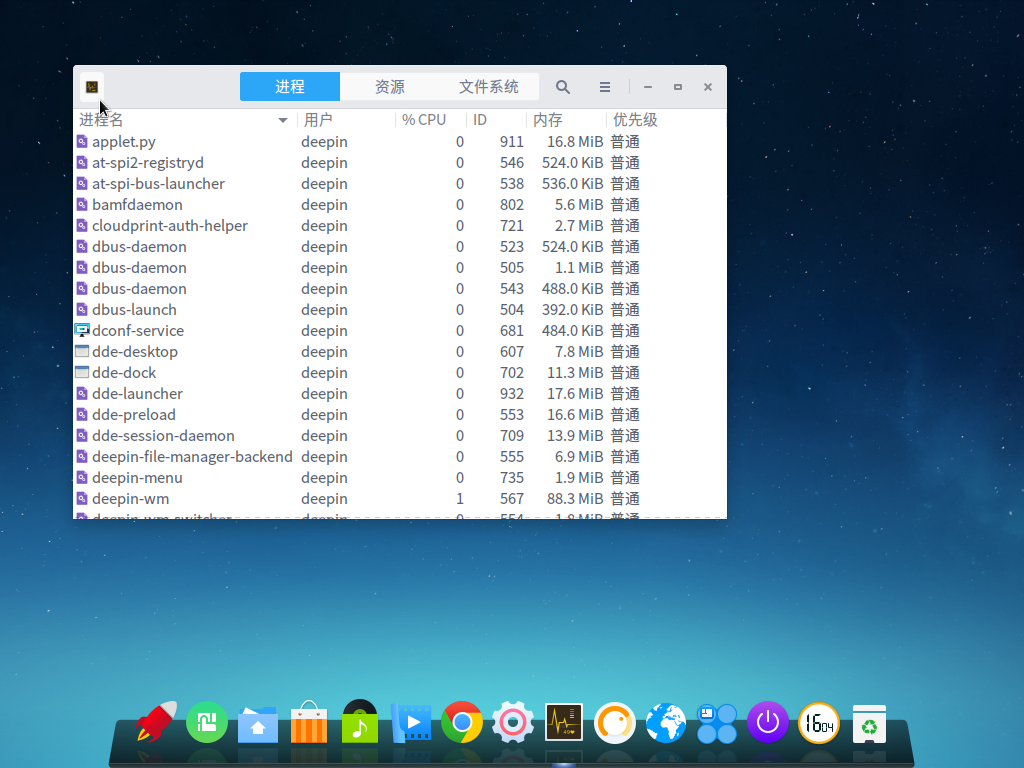 进程 资源 文件系统
进程名 用户 % CPU ID 内存 优先级
applet.py deepin 0 911 16.8 MiB 普通
at-spi2-registryd deepin 0 546 524.0 KiB 普通
at-spi-bus-launcher deepin 0 538 536.0 KiB 普通
bamfdaemon deepin 0 802 5.6 MiB 普通
cloudprint-auth-helper deepin 0 721 2.7 MiB 普通
dbus-daemon deepin 0 523 524.0 KiB 普通
dbus-daemon deepin 0 505 1.1 MiB 普通
dbus-daemon deepin 0 543 488.0 KiB 普通
dbus-launch deepin 0 504 392.0 KiB 普通
dconf-service deepin 0 681 484.0 KiB 普通
dde-desktop deepin 0 607 7.8 MiB 普通
dde-dock deepin 0 702 11.3 MiB 普通
dde-launcher deepin 0 932 17.6 MiB 普通
dde-preload deepin 0 553 16.6 MiB 普通
dde-session-daemon deepin 0 709 13.9 MiB 普通
deepin-file-manager-backend deepin 0 555 6.9 MiB 普通
deepin-menu deepin 0 735 1.9 MiB 普通
deepin-wm deepin 1 567 88.3 MiB 普通
deepin-wm-switcher deepin 0 554 1.8 MiB 普通
1604